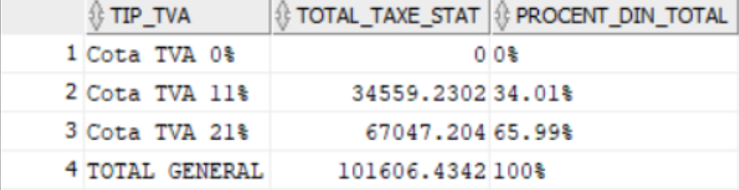 TIP_TVA TOTAL_TAXE_STAT PROCENT_DIN_TOTAL
1 Cota TVA 0% 0 0%
2 Cota TVA 11% 34559.2302 34.01%
3 Cota TVA 21% 67047.204 65.99%
4 TOTAL GENERAL 101606.4342 100%